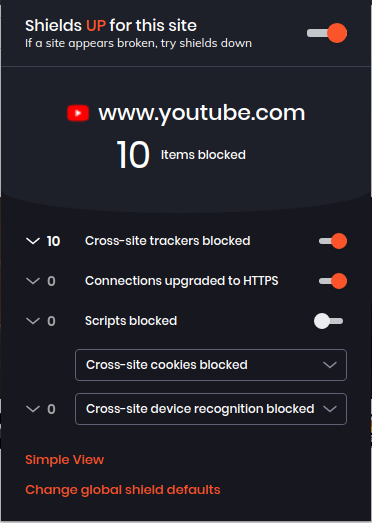 Shields UP for this site
If a site appears broken, try shields down
www.youtube.com
10 Items blocked
10 Cross-site trackers blocked
0 Connections upgraded to HTTPS
0 Scripts blocked
Cross-site cookies blocked
0 Cross-site device recognition blocked
Simple View
Change global shield defaults